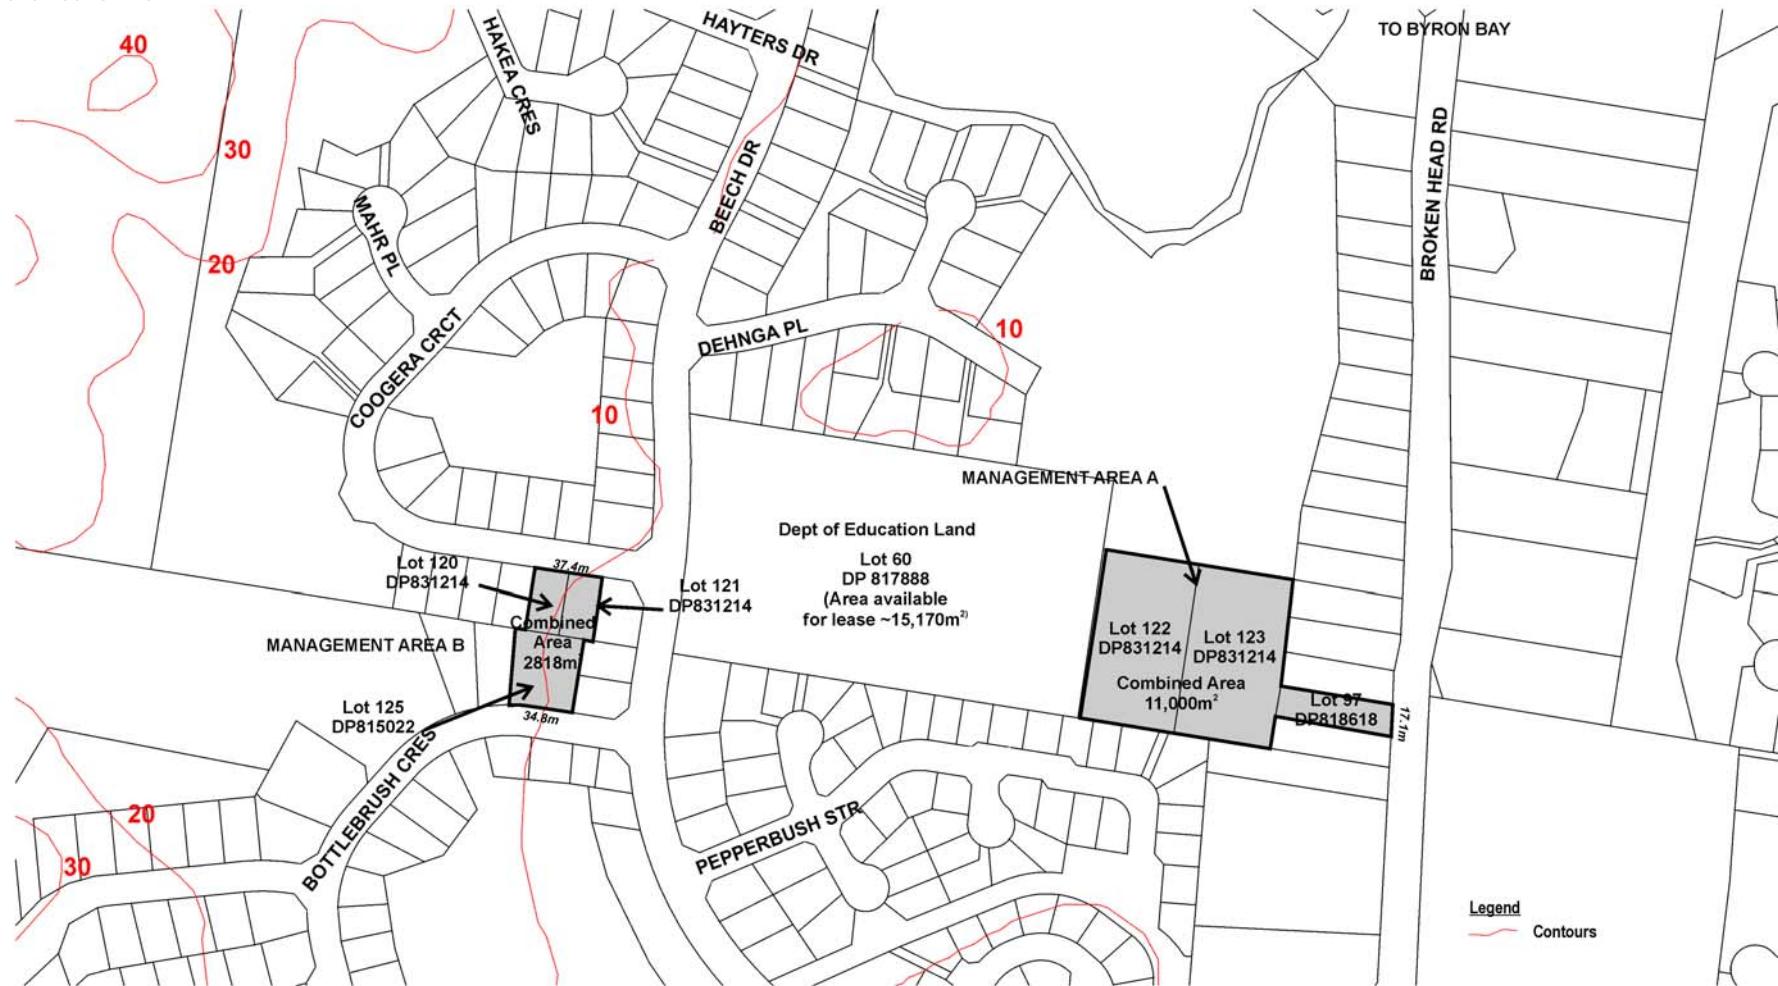 TO BYRON BAY
HAYTERS DR
HAKEA CRES
40
30
BROKEN HEAD RD
BEECH DR
MAHR PL
20
10
DEHNGA PL
COOGERA CRCT
10
MANAGEMENT AREA A
Dept of Education Land
Lot 60
DP 817888
(Area available
for lease ~15,170m²)
Lot 120
DP831214
37.4m
Lot 121
DP831214
Combined
Area
2818m
MANAGEMENT AREA B
Lot 125
DP815022
34.8m
Lot 122
DP831214
Lot 123
DP831214
Combined Area
11,000m²
Lot 97
DP818618
17.1m
BOTTLEBRUSH CRES
PEPPERBUSH STR
20
30
Legend
Contours